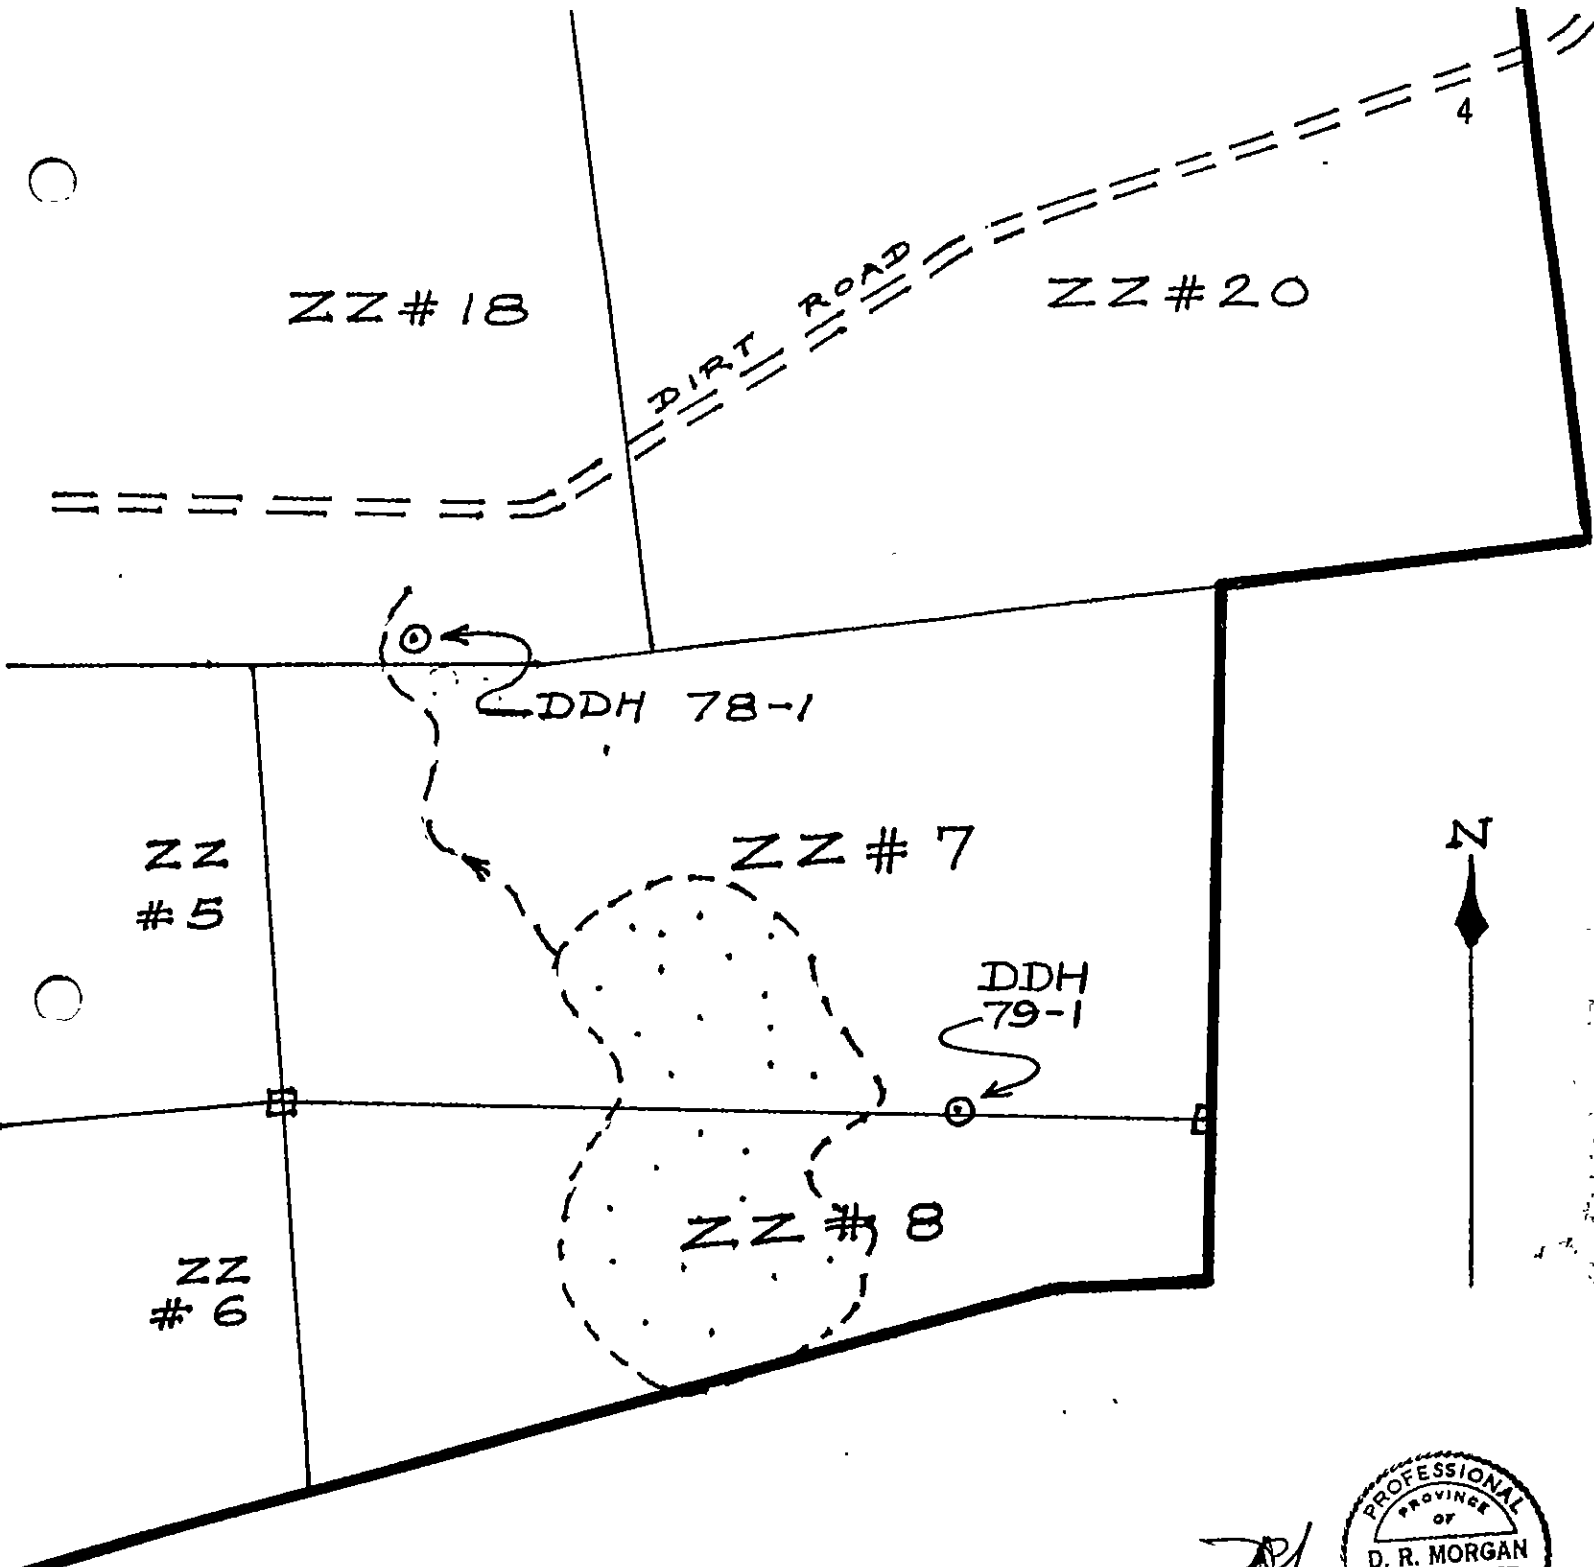 4
ZZ#18
ZZ#20
DIRT ROAD
DDH 78-1
ZZ
#5
ZZ#7
N
DDH
79-1
ZZ#8
ZZ
#6
PROFESSIONAL
PROVINCE
OF
D. R. MORGAN